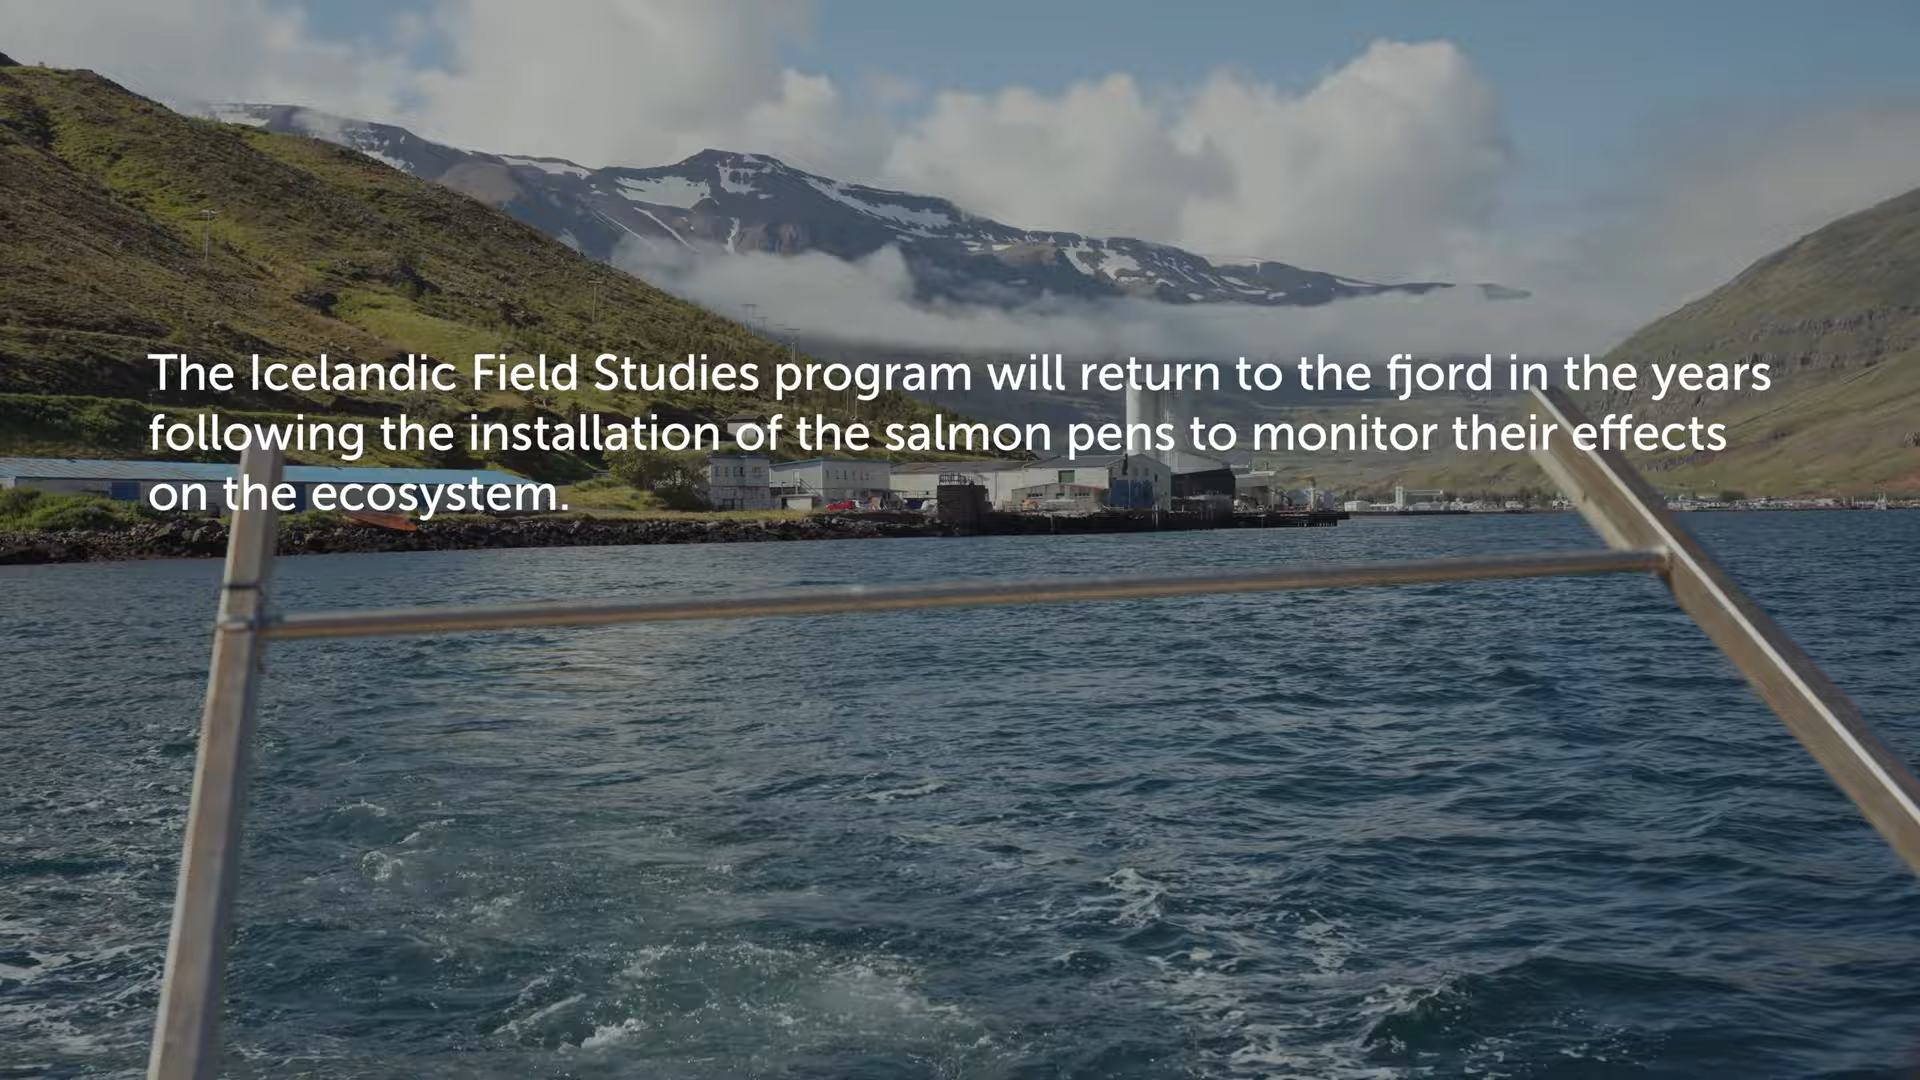 The Icelandic Field Studies program will return to the fjord in the years
following the installation of the salmon pens to monitor their effects
on the ecosystem.